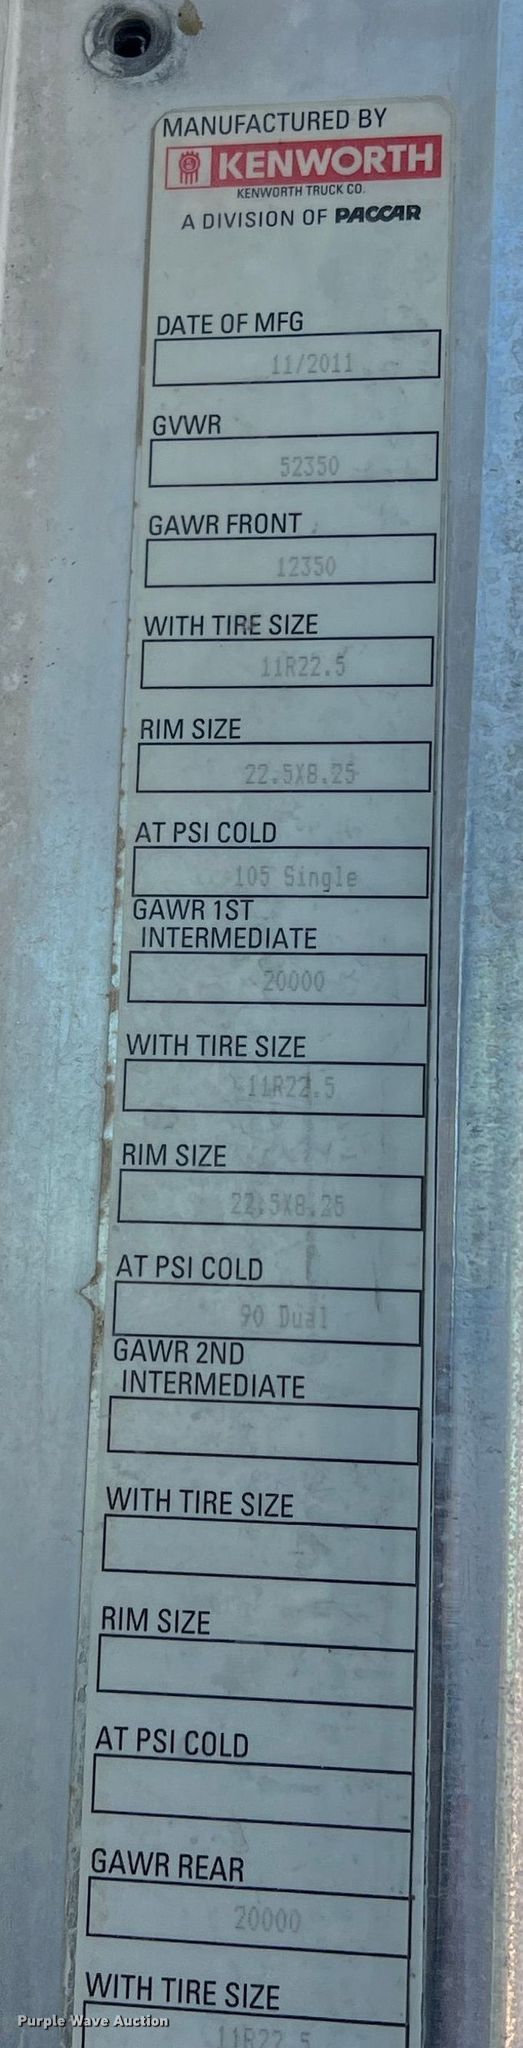 MANUFACTURED BY
KENWORTH
KENWORTH TRUCK CO.
A DIVISION OF PACCAR
DATE OF MFG
11/2011
GVWR
52350
GAWR FRONT
12350
WITH TIRE SIZE
11R22.5
RIM SIZE
22.5X8.25
AT PSI COLD
105 Single
GAWR 1ST
INTERMEDIATE
20000
WITH TIRE SIZE
11R22.5
RIM SIZE
22.5X8.25
AT PSI COLD
90 Dual
GAWR 2ND
INTERMEDIATE
WITH TIRE SIZE
RIM SIZE
AT PSI COLD
GAWR REAR
20000
WITH TIRE SIZE
11R22.5
Purple Wave Auction